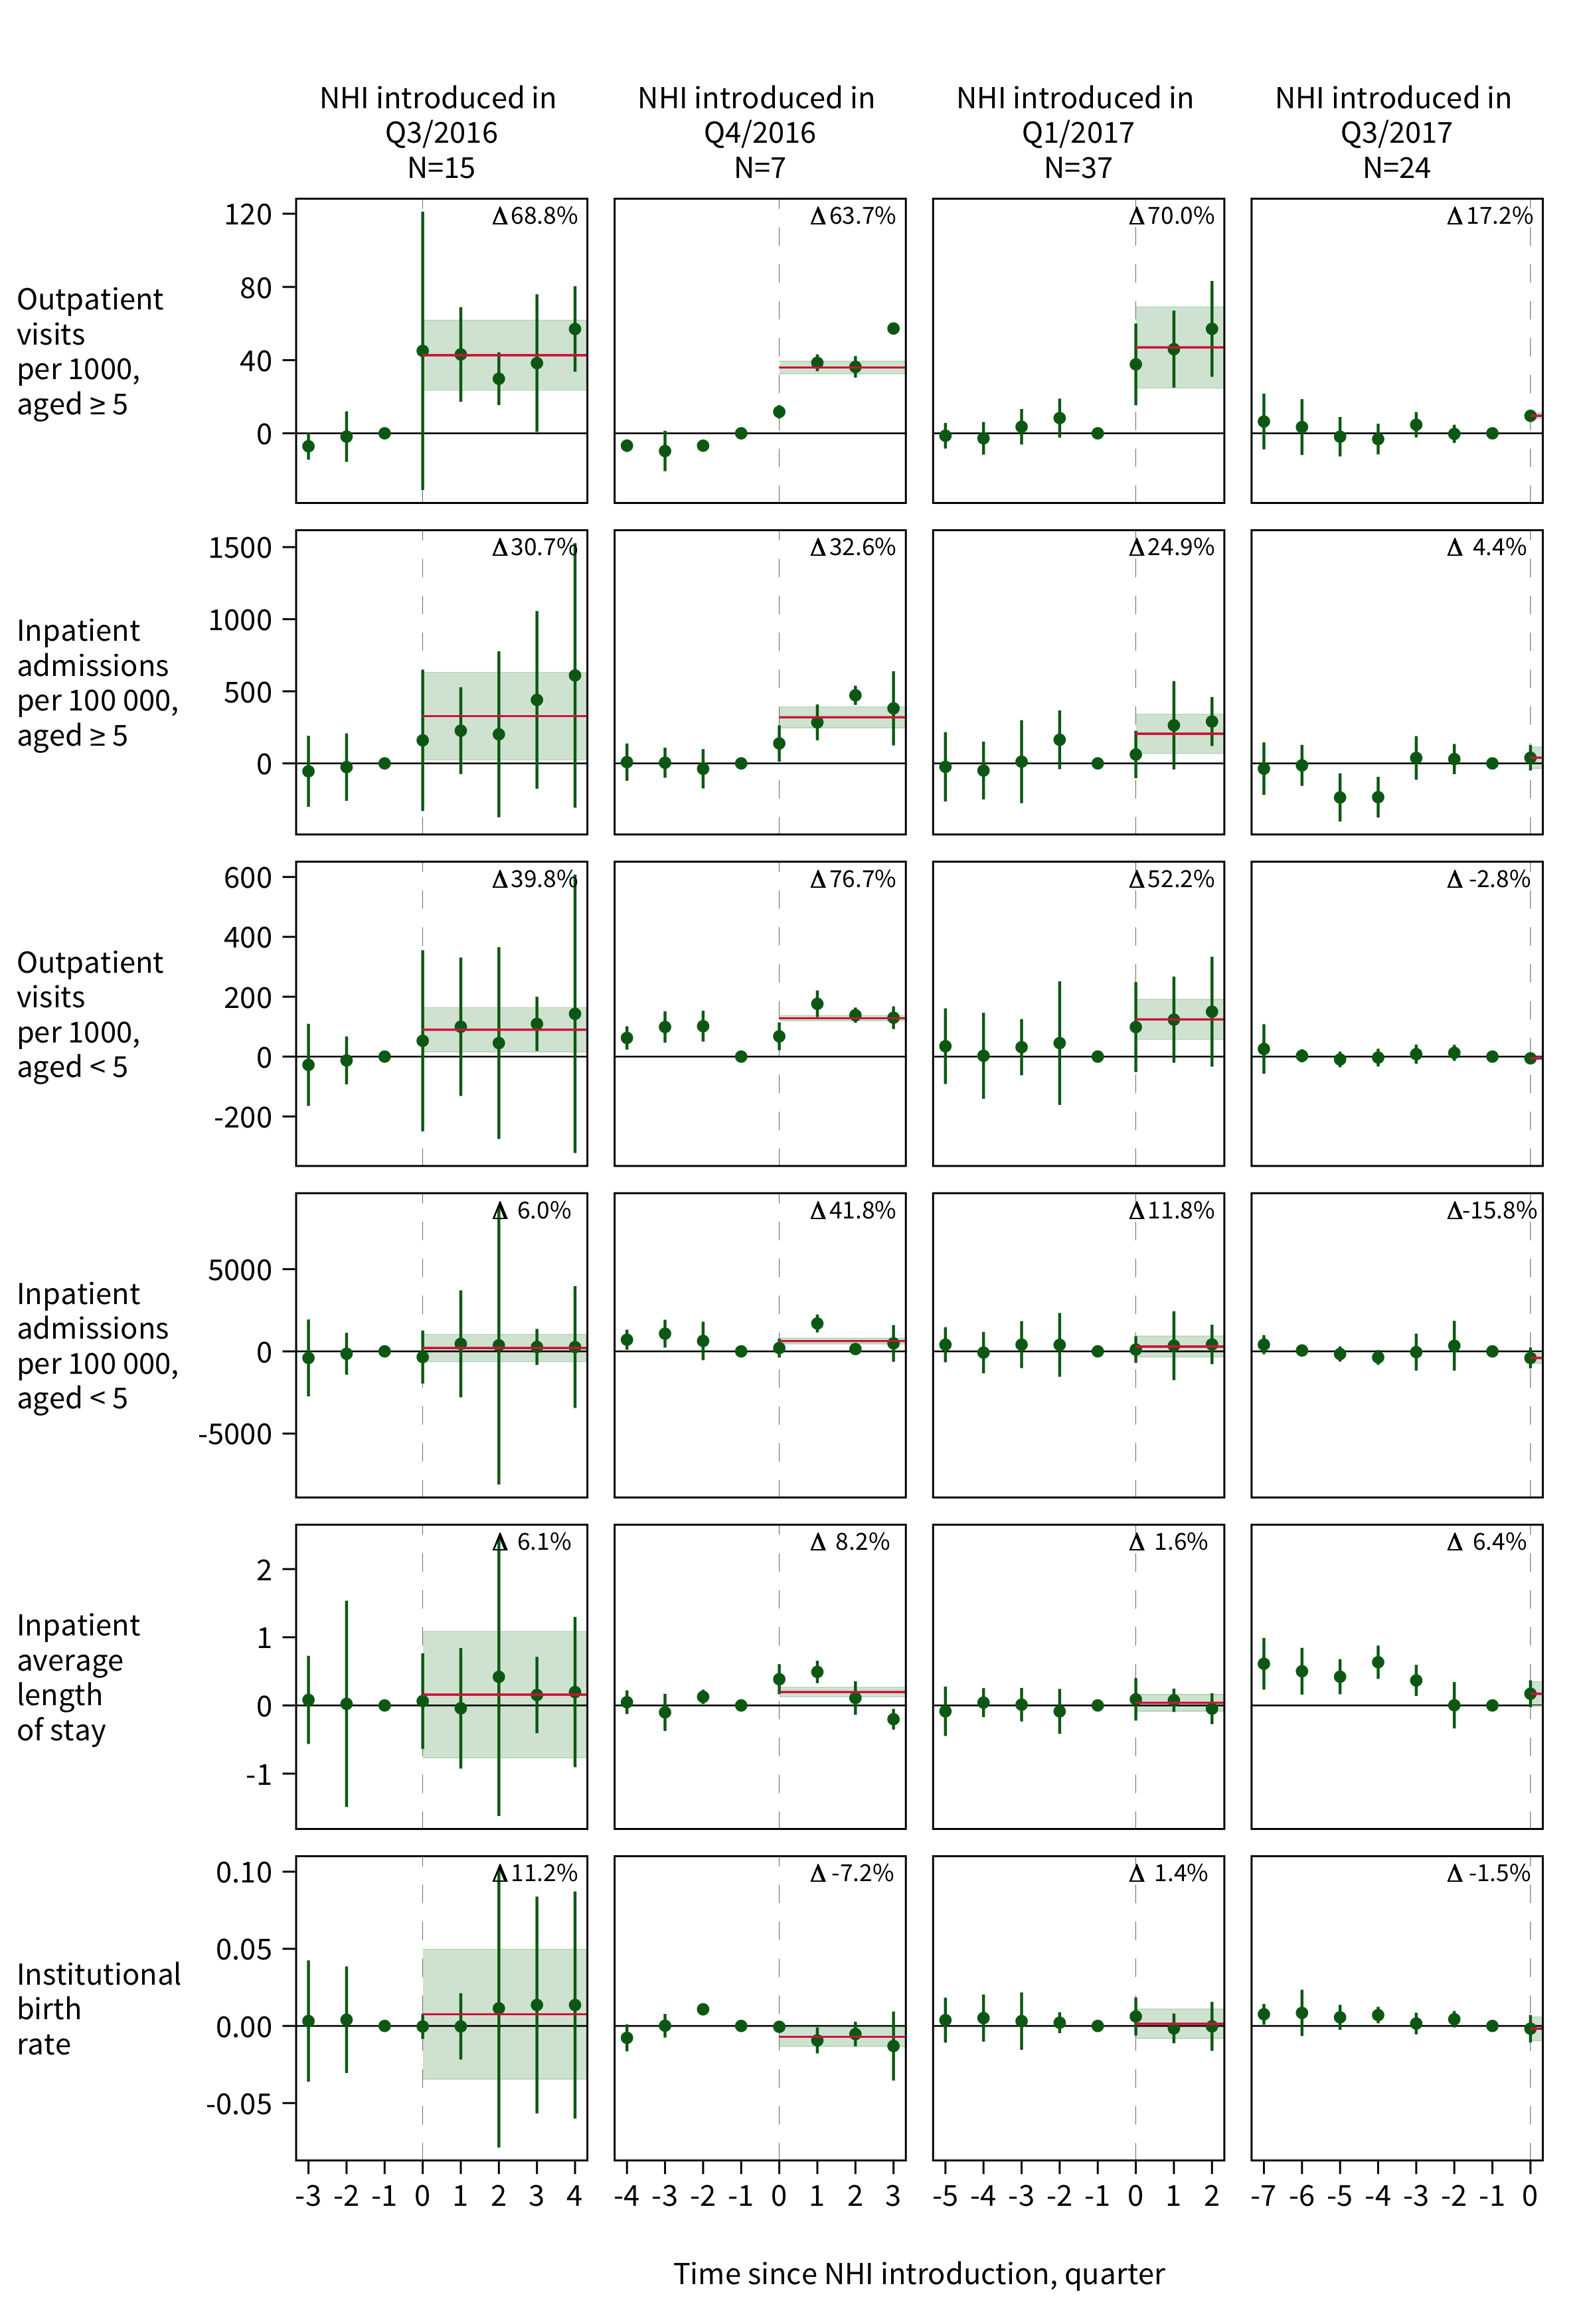 NHI introduced in
Q3/2016
N=15
NHI introduced in
Q4/2016
N=7
NHI introduced in
Q1/2017
N=37
NHI introduced in
Q3/2017
N=24
Outpatient
visits
per 1000,
aged ≥ 5
120
80
40
0
Δ68.8%
Δ63.7%
Δ70.0%
Δ17.2%
Inpatient
admissions
per 100 000,
aged ≥ 5
1500
1000
500
0
Δ30.7%
Δ32.6%
Δ24.9%
Δ 4.4%
Outpatient
visits
per 1000,
aged < 5
600
400
200
0
-200
Δ39.8%
Δ76.7%
Δ52.2%
Δ -2.8%
Inpatient
admissions
per 100 000,
aged < 5
5000
0
-5000
Δ 6.0%
Δ41.8%
Δ11.8%
Δ-15.8%
Inpatient
average
length
of stay
2
1
0
-1
Δ 6.1%
Δ 8.2%
Δ 1.6%
Δ 6.4%
Institutional
birth
rate
0.10
0.05
0.00
-0.05
Δ11.2%
Δ -7.2%
Δ 1.4%
Δ -1.5%
-3 -2 -1 0 1 2 3 4
-4 -3 -2 -1 0 1 2 3
-5 -4 -3 -2 -1 0 1 2
-7 -6 -5 -4 -3 -2 -1 0
Time since NHI introduction, quarter